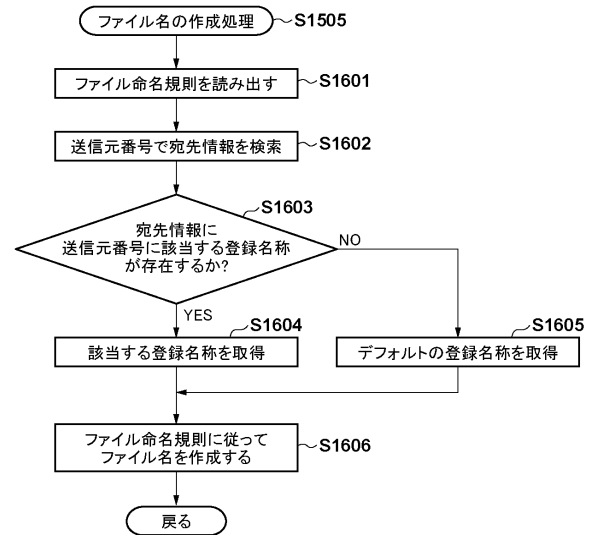 ファイル名の作成処理 S1505
ファイル命名規則を読み出す S1601
送信元番号で宛先情報を検索 S1602
S1603
宛先情報に
送信元番号に該当する登録名称
が存在するか?
NO
YES
S1604
該当する登録名称を取得
S1605
デフォルトの登録名称を取得
ファイル命名規則に従って
ファイル名を作成する
S1606
戻る